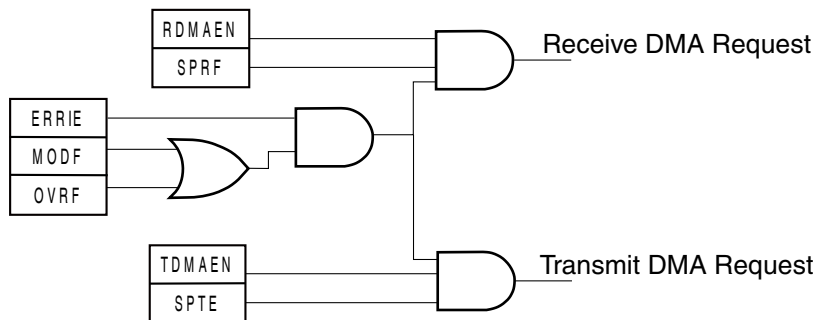 RDMAEN
SPRF
Receive DMA Request
ERRIE
MODF
OVRF
TDMAEN
SPTE
Transmit DMA Request